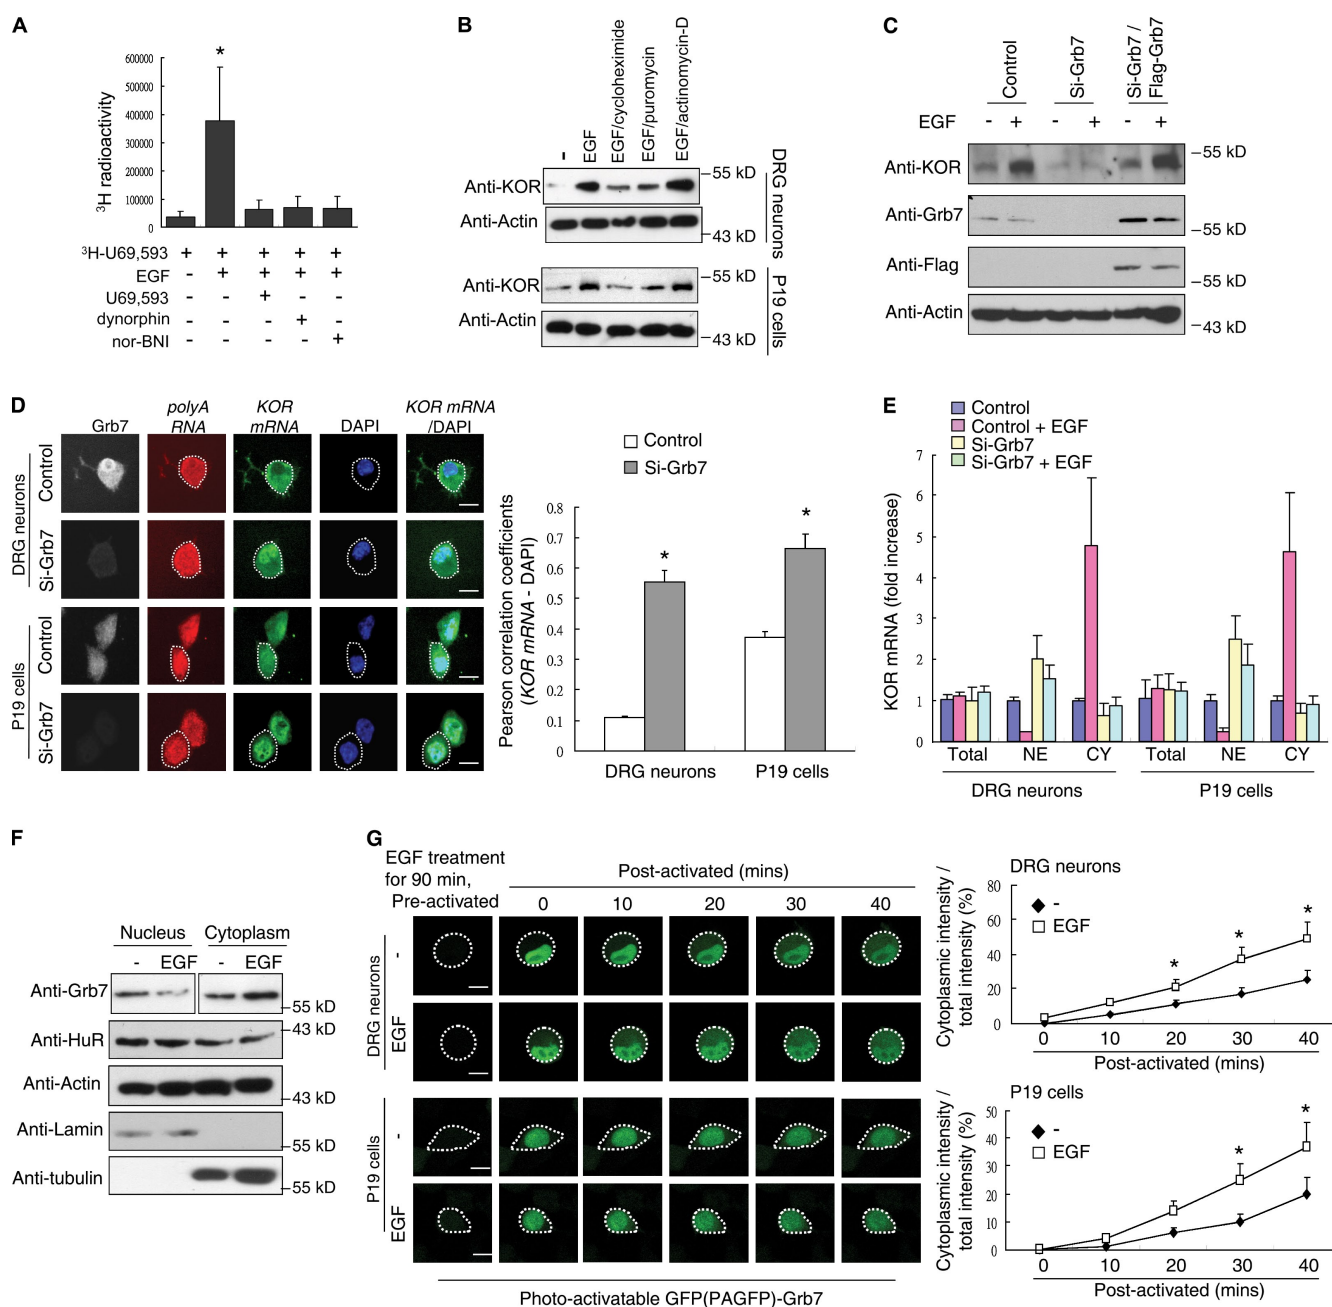 A
*
600000
500000
400000
300000
200000
100000
0
³H radioactivity
³H-U69,593 + + + + +
EGF - + + + +
U69,593 - - + - -
dynorphin - - - + -
nor-BNI - - - - +
B
-
EGF
EGF/cycloheximide
EGF/puromycin
EGF/actinomycin-D
Anti-KOR
55 kD
Anti-Actin
43 kD
DRG neurons
Anti-KOR
55 kD
Anti-Actin
43 kD
P19 cells
C
Control
Si-Grb7
Si-Grb7 /
Flag-Grb7
EGF - + - + - +
Anti-KOR
55 kD
Anti-Grb7
55 kD
Anti-Flag
55 kD
Anti-Actin
43 kD
D
Grb7
polyA
RNA
KOR
mRNA
DAPI
KOR mRNA
/DAPI
DRG neurons
Control
Si-Grb7
P19 cells
Control
Si-Grb7
Control
Si-Grb7
Pearson correlation coefficients
(KOR mRNA - DAPI)
0.8
0.7
0.6
0.5
0.4
0.3
0.2
0.1
0
*
*
DRG neurons
P19 cells
E
Control
Control + EGF
Si-Grb7
Si-Grb7 + EGF
KOR mRNA (fold increase)
7
6
5
4
3
2
1
0
Total NE CY Total NE CY
DRG neurons
P19 cells
F
Nucleus Cytoplasm
- EGF - EGF
Anti-Grb7
55 kD
Anti-HuR
43 kD
Anti-Actin
43 kD
Anti-Lamin
55 kD
Anti-tubulin
55 kD
G
EGF treatment
for 90 min,
Pre-activated
Post-activated (mins)
0 10 20 30 40
DRG neurons
-
EGF
P19 cells
-
EGF
Photo-activatable GFP(PAGFP)-Grb7
DRG neurons
Cytoplasmic intensity /
total intensity (%)
80
60
40
20
0
-
EGF
* * *
0 10 20 30 40
Post-activated (mins)
P19 cells
Cytoplasmic intensity /
total intensity (%)
50
40
30
20
10
0
-
EGF
* *
0 10 20 30 40
Post-activated (mins)